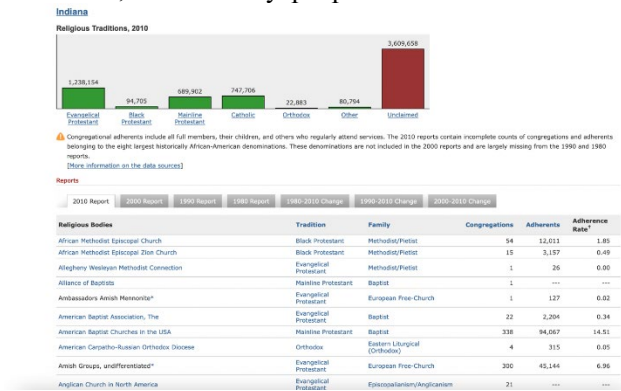 Indiana
Religious Traditions, 2010
3,609,658
1,238,154
94,705
689,902
747,706
22,883
80,794
Evangelical Protestant
Black Protestant
Mainline Protestant
Catholic
Orthodox
Other
Unclaimed
Congregational adherents include all full members, their children, and others who regularly attend services. The 2010 reports contain incomplete counts of congregations and adherents
belonging to the eight largest historically African-American denominations. These denominations are not included in the 2000 reports and are largely missing from the 1990 and 1980
reports.
[More information on the data sources]
Reports
2010 Report 2000 Report 1990 Report 1980 Report 1980-2010 Change 1990-2010 Change 2000-2010 Change
Religious Bodies Tradition Family Congregations Adherents Adherence Rate†
African Methodist Episcopal Church Black Protestant Methodist/Pietist 54 12,011 1.85
African Methodist Episcopal Zion Church Black Protestant Methodist/Pietist 15 3,157 0.49
Allegheny Wesleyan Methodist Connection Evangelical Protestant Methodist/Pietist 1 26 0.00
Alliance of Baptists Mainline Protestant Baptist 1 --- ---
Ambassadors Amish Mennonite* Evangelical Protestant European Free-Church 1 127 0.02
American Baptist Association, The Evangelical Protestant Baptist 22 2,204 0.34
American Baptist Churches in the USA Mainline Protestant Baptist 338 94,067 14.51
American Carpatho-Russian Orthodox Diocese Orthodox Eastern Liturgical (Orthodox) 4 315 0.05
Amish Groups, undifferentiated* Evangelical Protestant European Free-Church 300 45,144 6.96
Anglican Church in North America Evangelical Protestant Episcopalianism/Anglicanism 21 --- ---